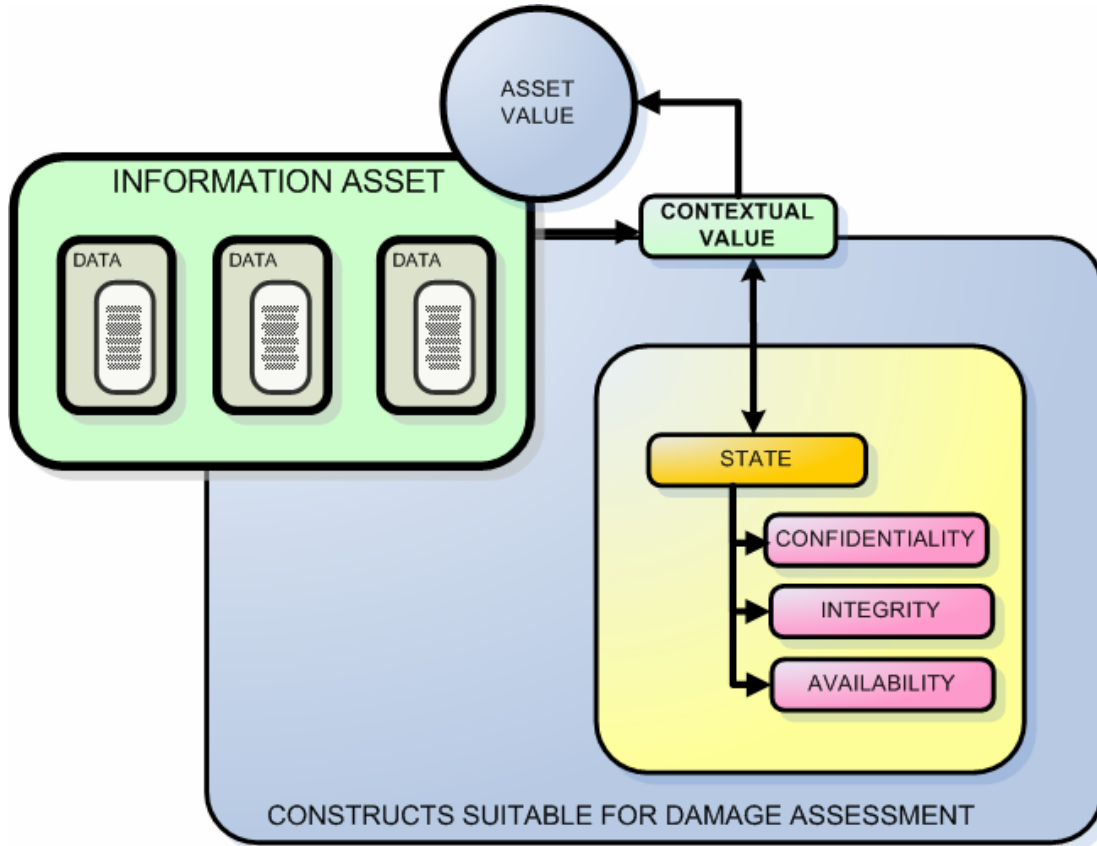 ASSET
VALUE
INFORMATION ASSET
CONTEXTUAL
VALUE
DATA
DATA
DATA
STATE
CONFIDENTIALITY
INTEGRITY
AVAILABILITY
CONSTRUCTS SUITABLE FOR DAMAGE ASSESSMENT